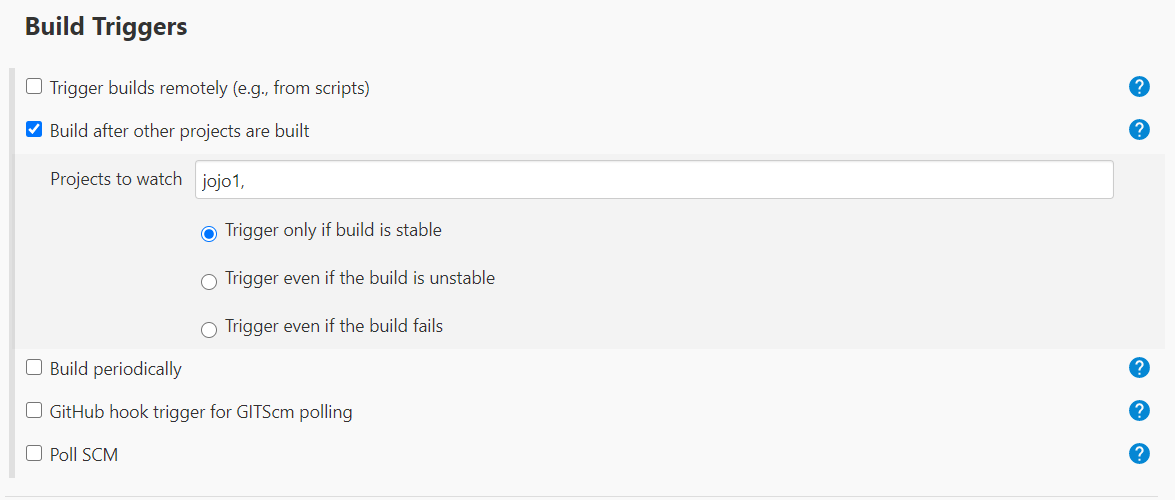 Build Triggers
Trigger builds remotely (e.g., from scripts)
?
Build after other projects are built
?
Projects to watch
jojo1,
Trigger only if build is stable
Trigger even if the build is unstable
Trigger even if the build fails
Build periodically
?
GitHub hook trigger for GITScm polling
?
Poll SCM
?